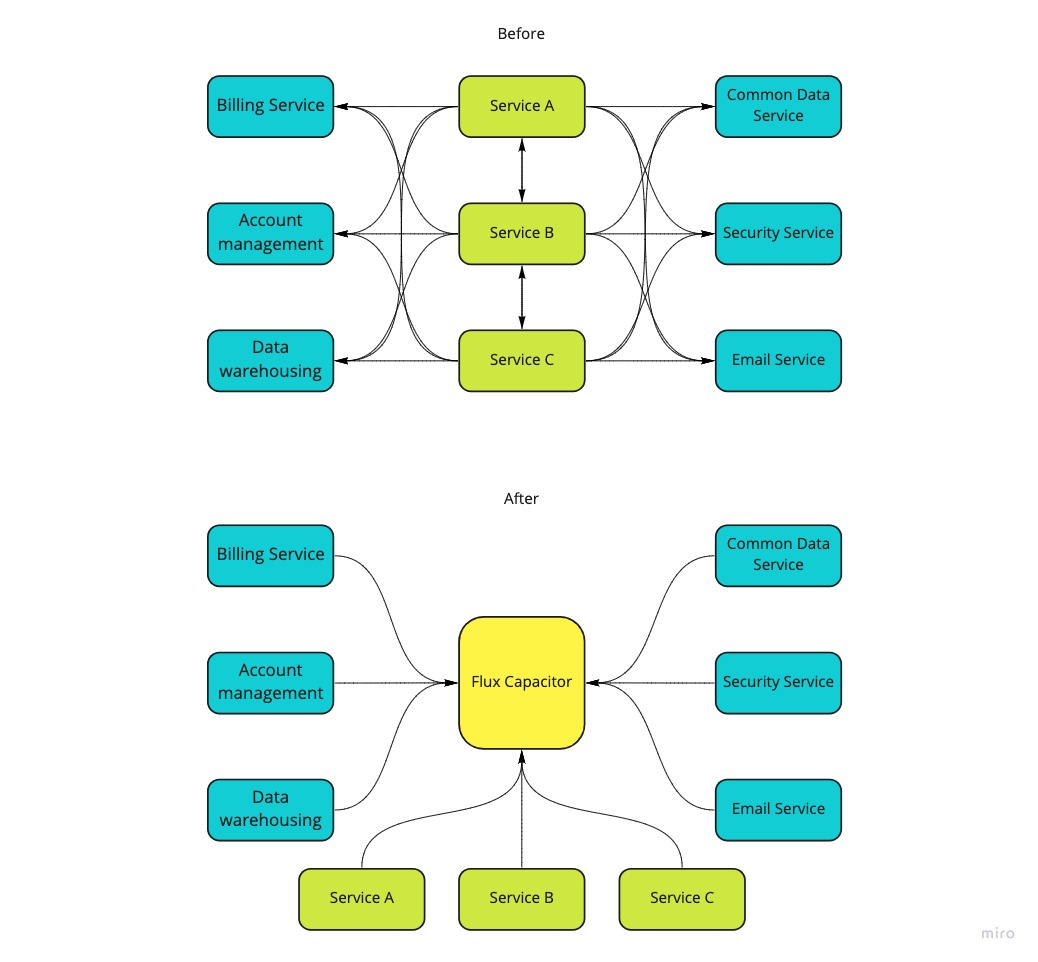 Before
Billing Service
Service A
Common Data
Service
Account
management
Service B
Security Service
Data
warehousing
Service C
Email Service
After
Billing Service
Common Data
Service
Account
management
Flux Capacitor
Security Service
Data
warehousing
Email Service
Service A
Service B
Service C
miro